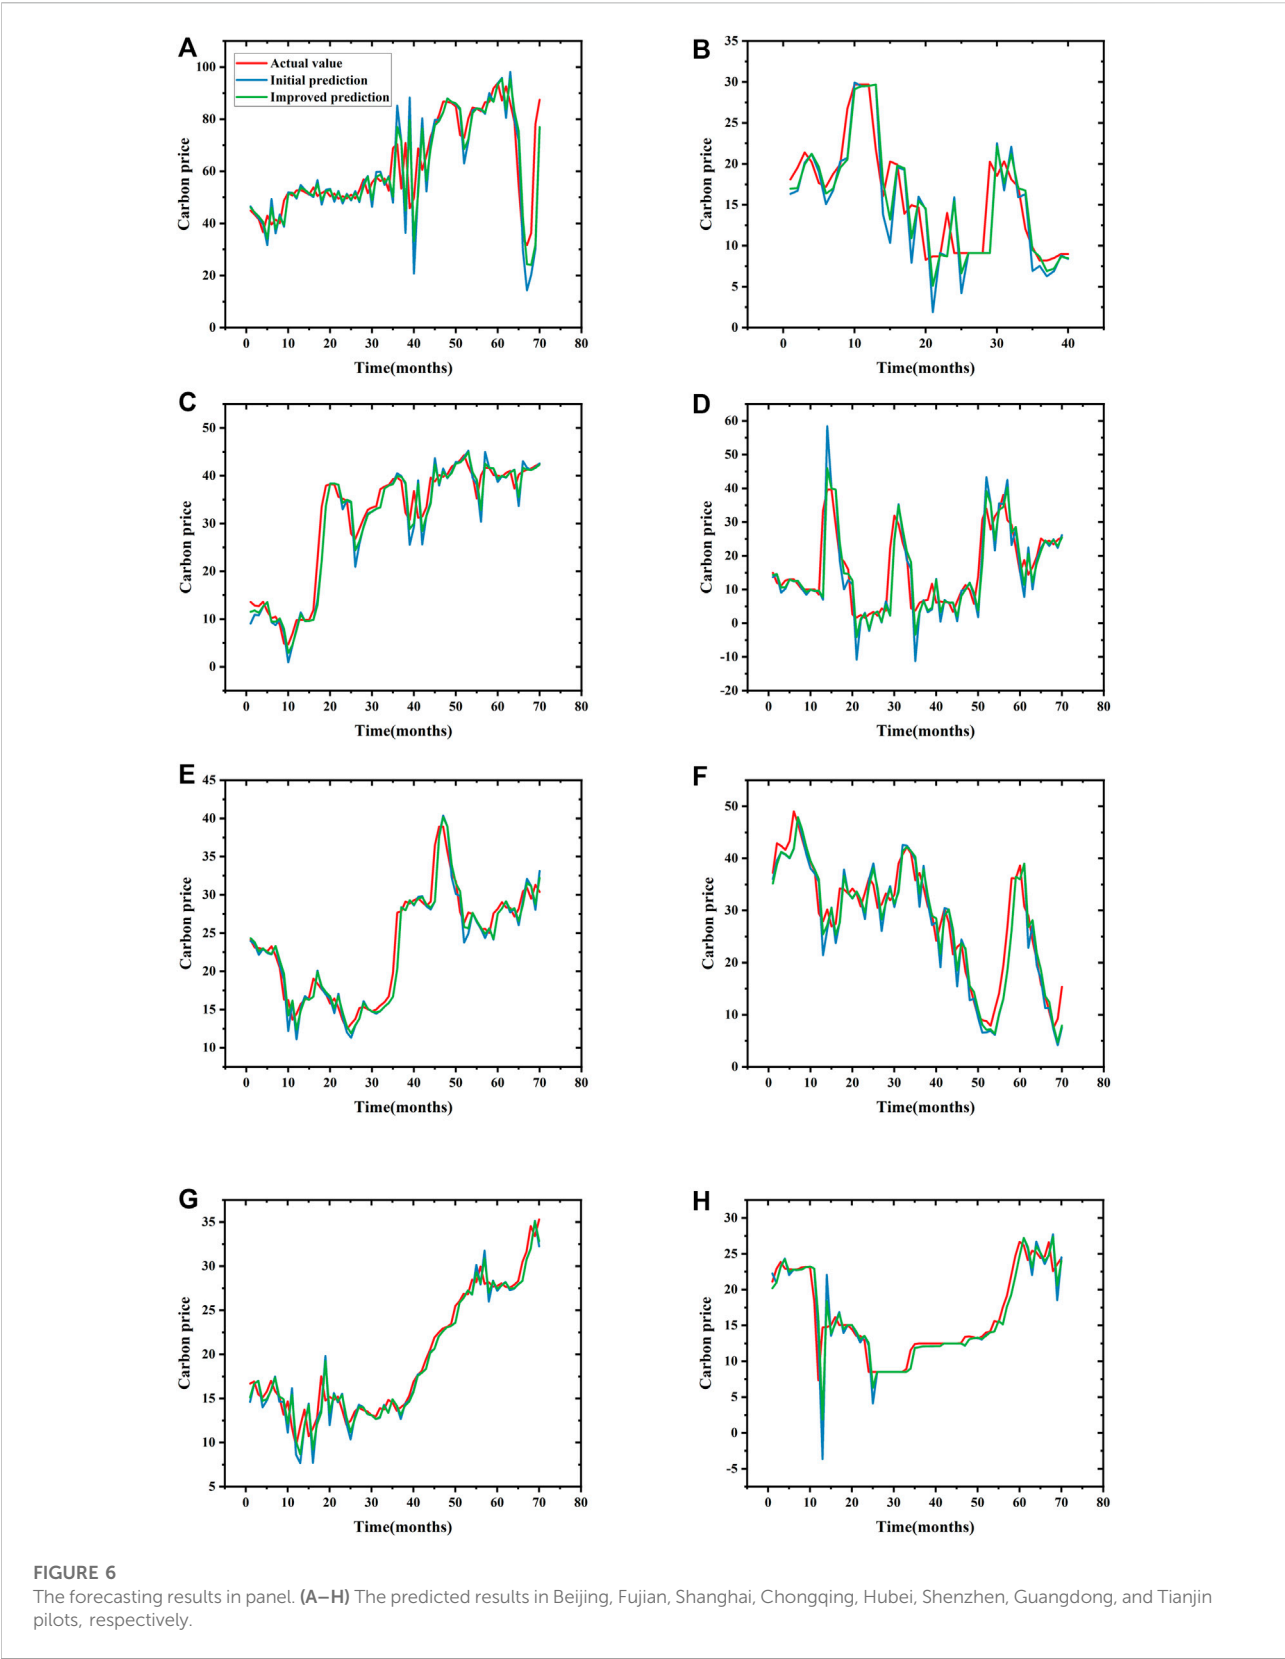 A
Actual value
Initial prediction
Improved prediction
100
80
60
40
20
0
Carbon price
0 10 20 30 40 50 60 70 80
Time(months)
B
35
30
25
20
15
10
5
0
Carbon price
0 10 20 30 40
Time(months)
C
50
40
30
20
10
0
Carbon price
0 10 20 30 40 50 60 70 80
Time(months)
D
60
50
40
30
20
10
0
-10
-20
Carbon price
0 10 20 30 40 50 60 70 80
Time(months)
E
45
40
35
30
25
20
15
10
Carbon price
0 10 20 30 40 50 60 70 80
Time(months)
F
50
40
30
20
10
0
Carbon price
0 10 20 30 40 50 60 70 80
Time(months)
G
35
30
25
20
15
10
5
Carbon price
0 10 20 30 40 50 60 70 80
Time(months)
H
30
25
20
15
10
5
0
-5
Carbon price
0 10 20 30 40 50 60 70 80
Time(months)
FIGURE 6
The forecasting results in panel. (A–H) The predicted results in Beijing, Fujian, Shanghai, Chongqing, Hubei, Shenzhen, Guangdong, and Tianjin
pilots, respectively.